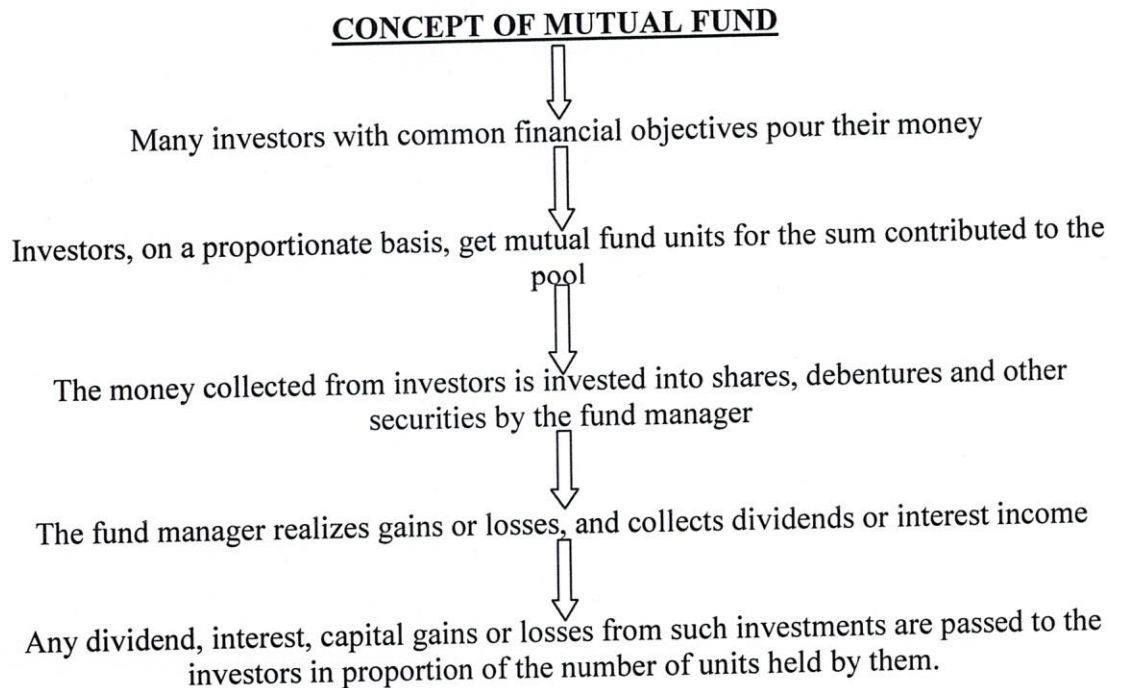 CONCEPT OF MUTUAL FUND
Many investors with common financial objectives pour their money
Investors, on a proportionate basis, get mutual fund units for the sum contributed to the
pool
The money collected from investors is invested into shares, debentures and other
securities by the fund manager
The fund manager realizes gains or losses, and collects dividends or interest income
Any dividend, interest, capital gains or losses from such investments are passed to the
investors in proportion of the number of units held by them.